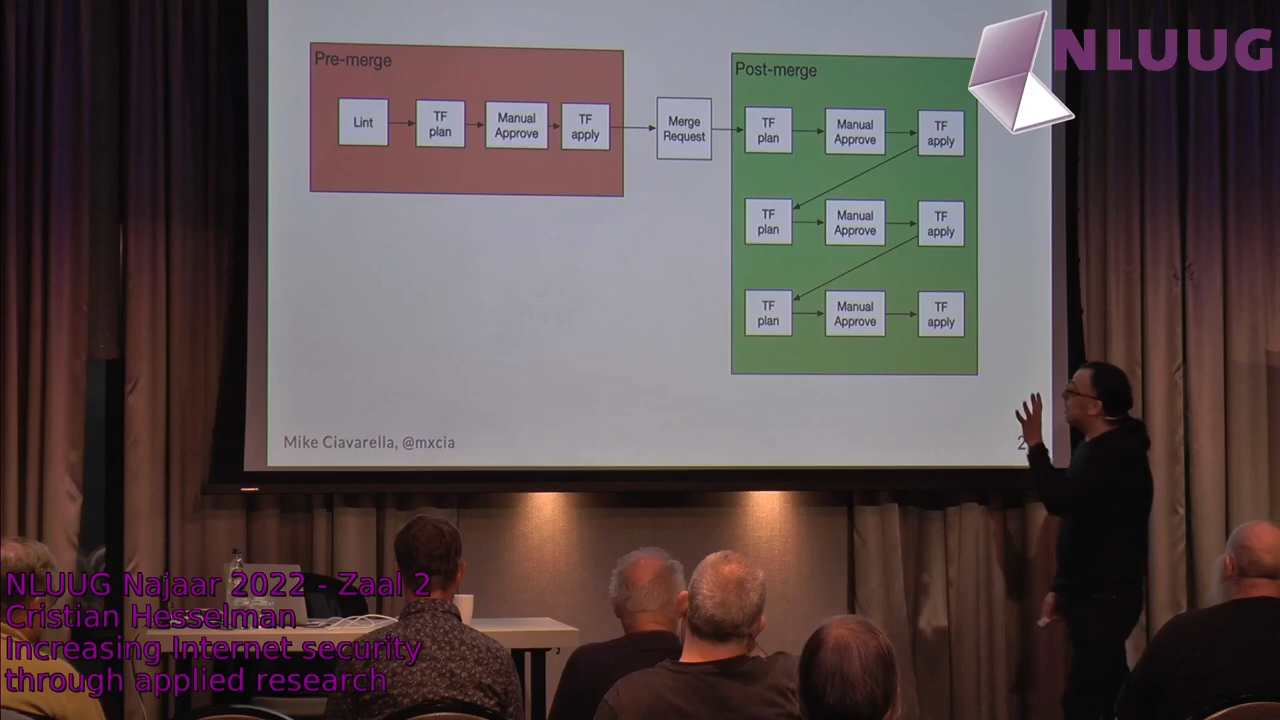 Pre-merge
Lint
TF
plan
Manual
Approve
TF
apply
Merge
Request
Post-merge
TF
plan
Manual
Approve
TF
apply
TF
plan
Manual
Approve
TF
apply
TF
plan
Manual
Approve
TF
apply
Mike Ciavarella, @mxcia
NLUUG
NLUUG Najaar 2022 - Zaal 2
Cristian Hesselman
Increasing Internet security
through applied research